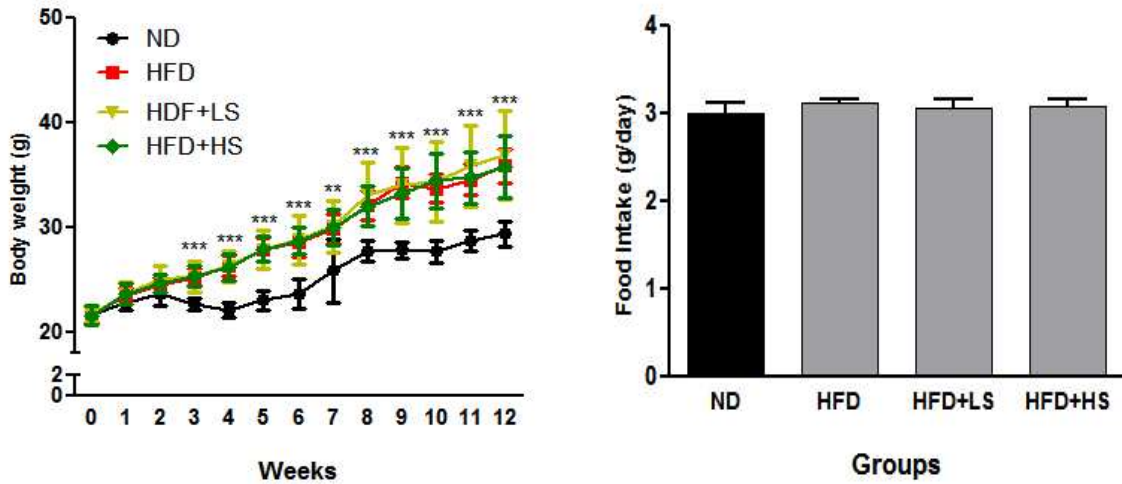 50
40
30
20
2
0
Body weight (g)
ND
HFD
HDF+LS
HFD+HS
*** *** *** *** ** *** *** *** *** ***
0 1 2 3 4 5 6 7 8 9 10 11 12
Weeks
4
3
2
1
0
Food Intake (g/day)
ND HFD HFD+LS HFD+HS
Groups